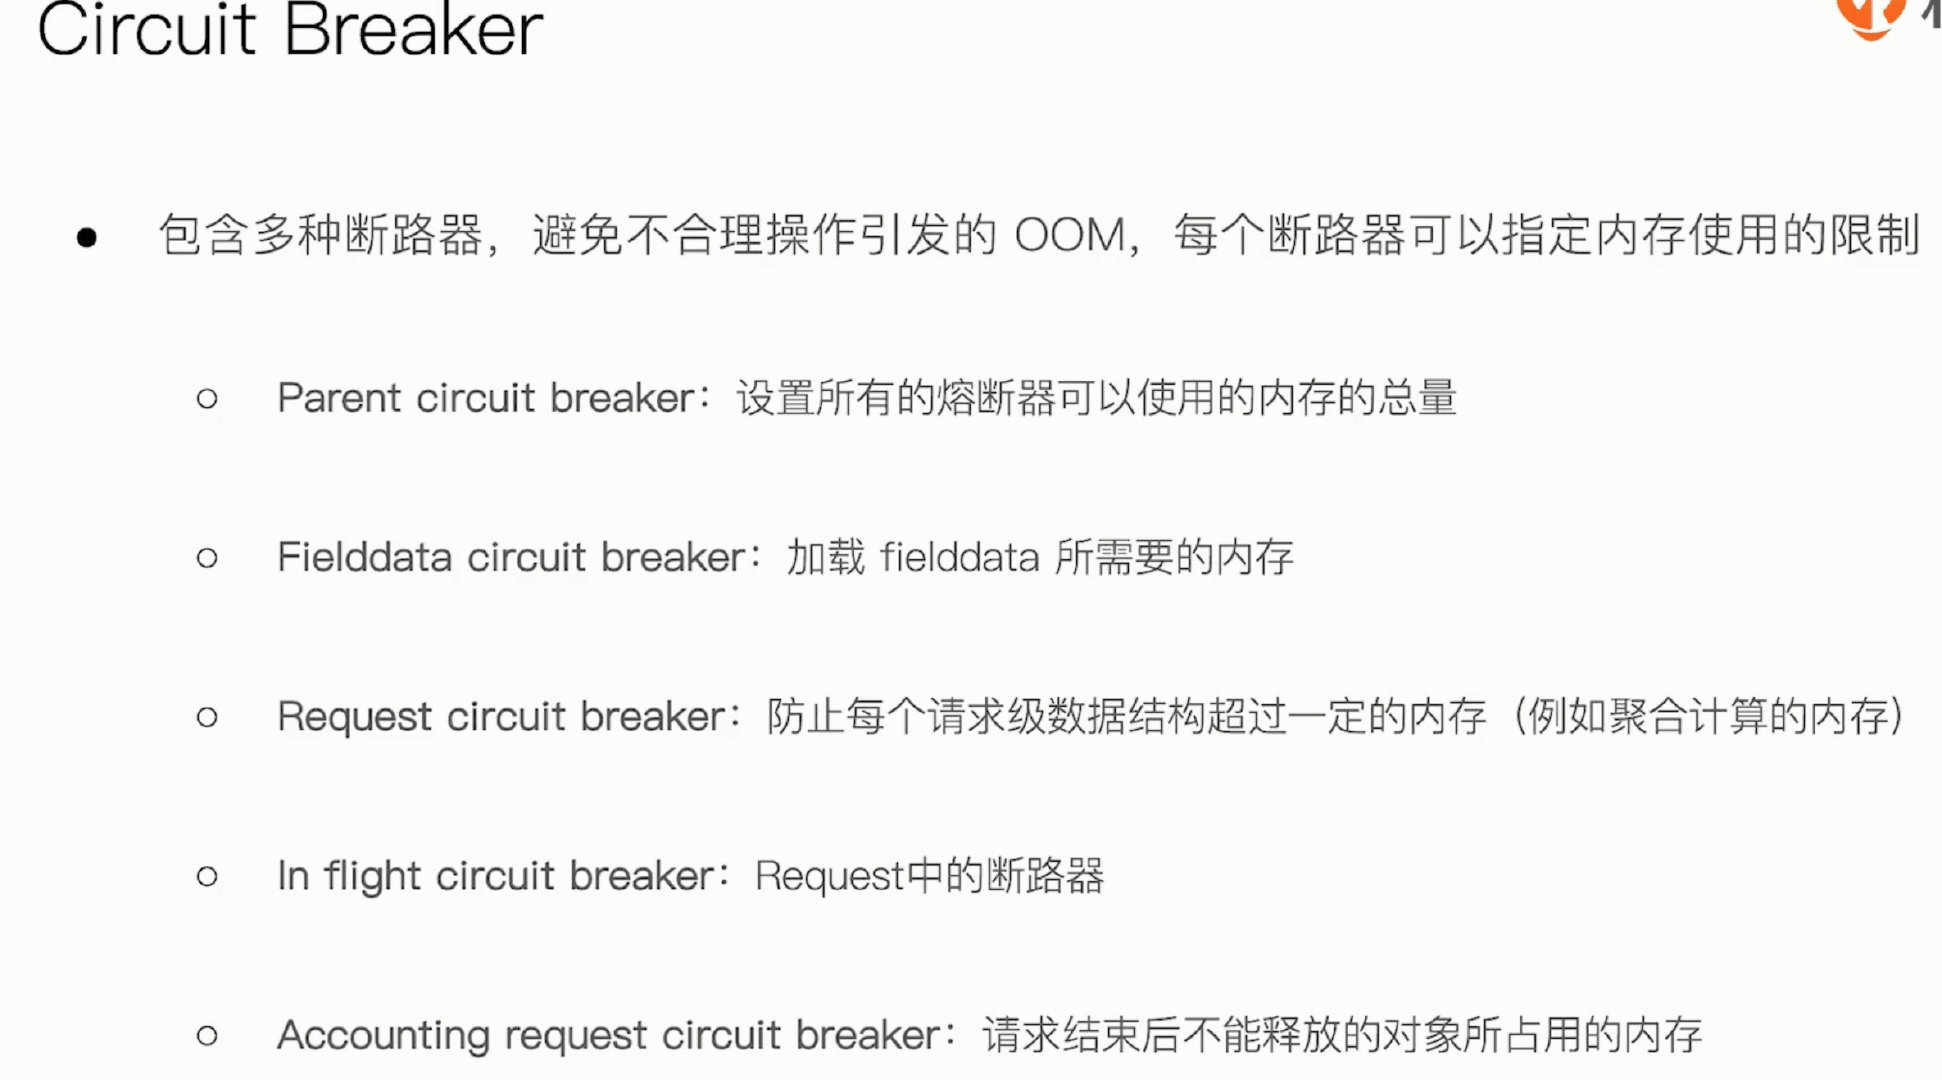 Circuit Breaker
包含多种断路器，避免不合理操作引发的 OOM，每个断路器可以指定内存使用的限制
Parent circuit breaker：设置所有的熔断器可以使用的内存的总量
Fielddata circuit breaker：加载 fielddata 所需要的内存
Request circuit breaker：防止每个请求级数据结构超过一定的内存（例如聚合计算的内存）
In flight circuit breaker：Request中的断路器
Accounting request circuit breaker：请求结束后不能释放的对象所占用的内存